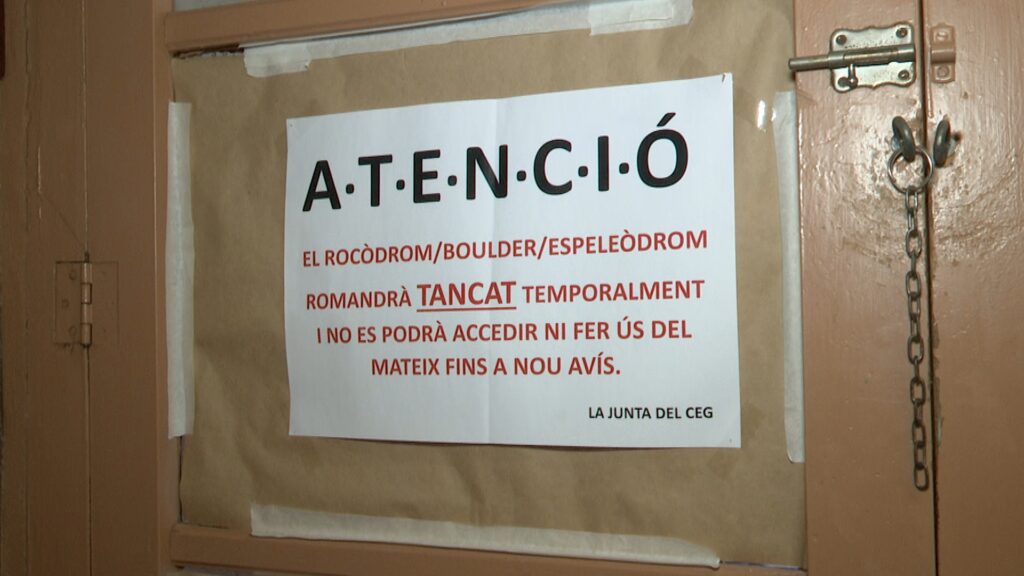 A·T·E·N·C·I·Ó
EL ROCÒDROM/BOULDER/ESPELEÒDROM
ROMANDRÀ TANCAT TEMPORALMENT
I NO ES PODRÀ ACCEDIR NI FER ÚS DEL
MATEIX FINS A NOU AVÍS.
LA JUNTA DEL CEG